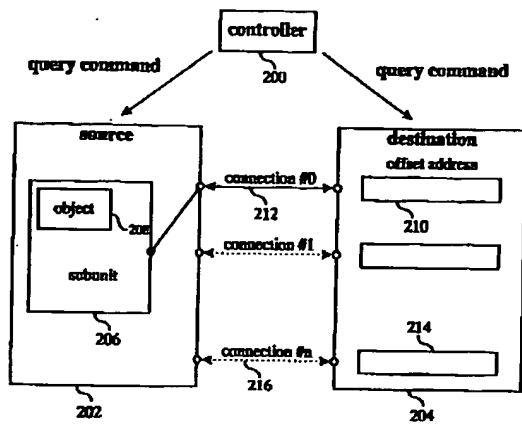 controller
200
query command
query command
source
destination
offset address
object
208
subunit
206
connection #0
212
210
connection #1
214
connection #n
216
202
204